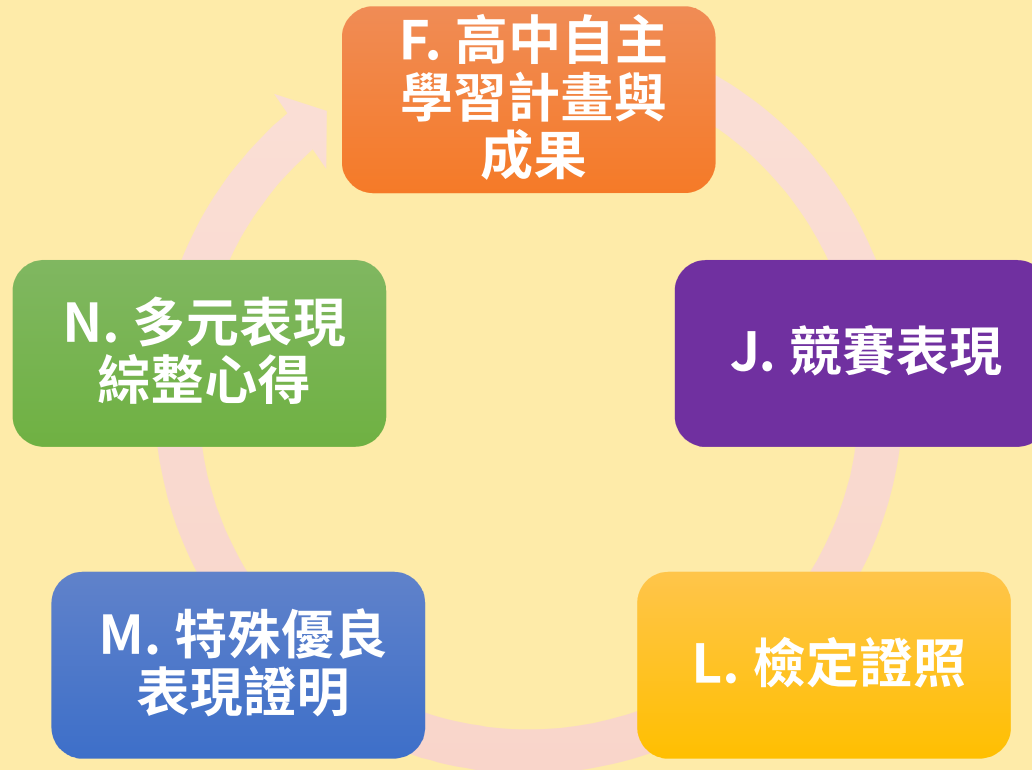 F. 高中自主
學習計畫與
成果
J. 競賽表現
L. 檢定證照
M. 特殊優良
表現證明
N. 多元表現
綜整心得